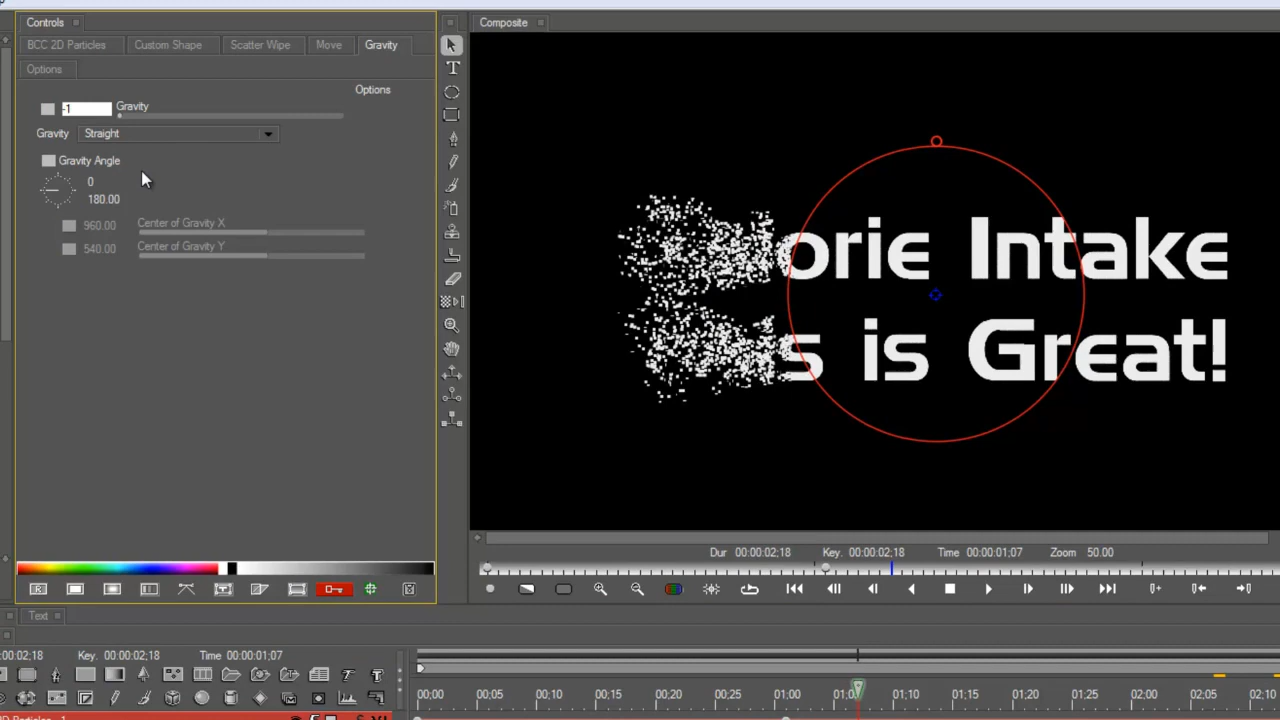 Controls
Composite
BCC 2D Particles
Custom Shape
Scatter Wipe
Move
Gravity
Options
Options
-1
Gravity
Gravity
Straight
Gravity Angle
0
180.00
960.00
Center of Gravity X
540.00
Center of Gravity Y
orie Intake
s is Great!
Dur 00:00:02;18
Key. 00:00:02;18
Time 00:00:01;07
Zoom 50.00
Text
00:02;18
Key. 00:00:02;18
Time 00:00:01;07
00;00
00;05
00;10
00;15
00;20
00;25
01;00
01;10
01;15
01;20
01;25
02;00
02;05
02;10